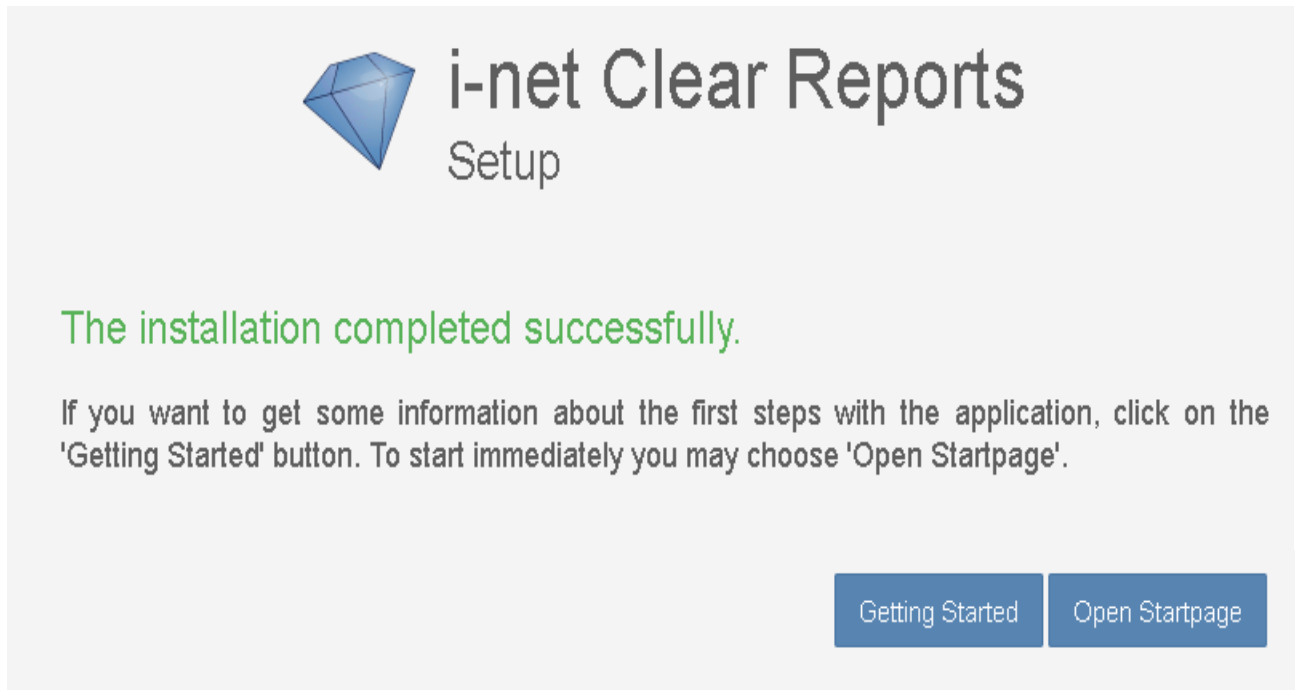 i-net Clear Reports
Setup
The installation completed successfully.
If you want to get some information about the first steps with the application, click on the
'Getting Started' button. To start immediately you may choose 'Open Startpage'.
Getting Started
Open Startpage